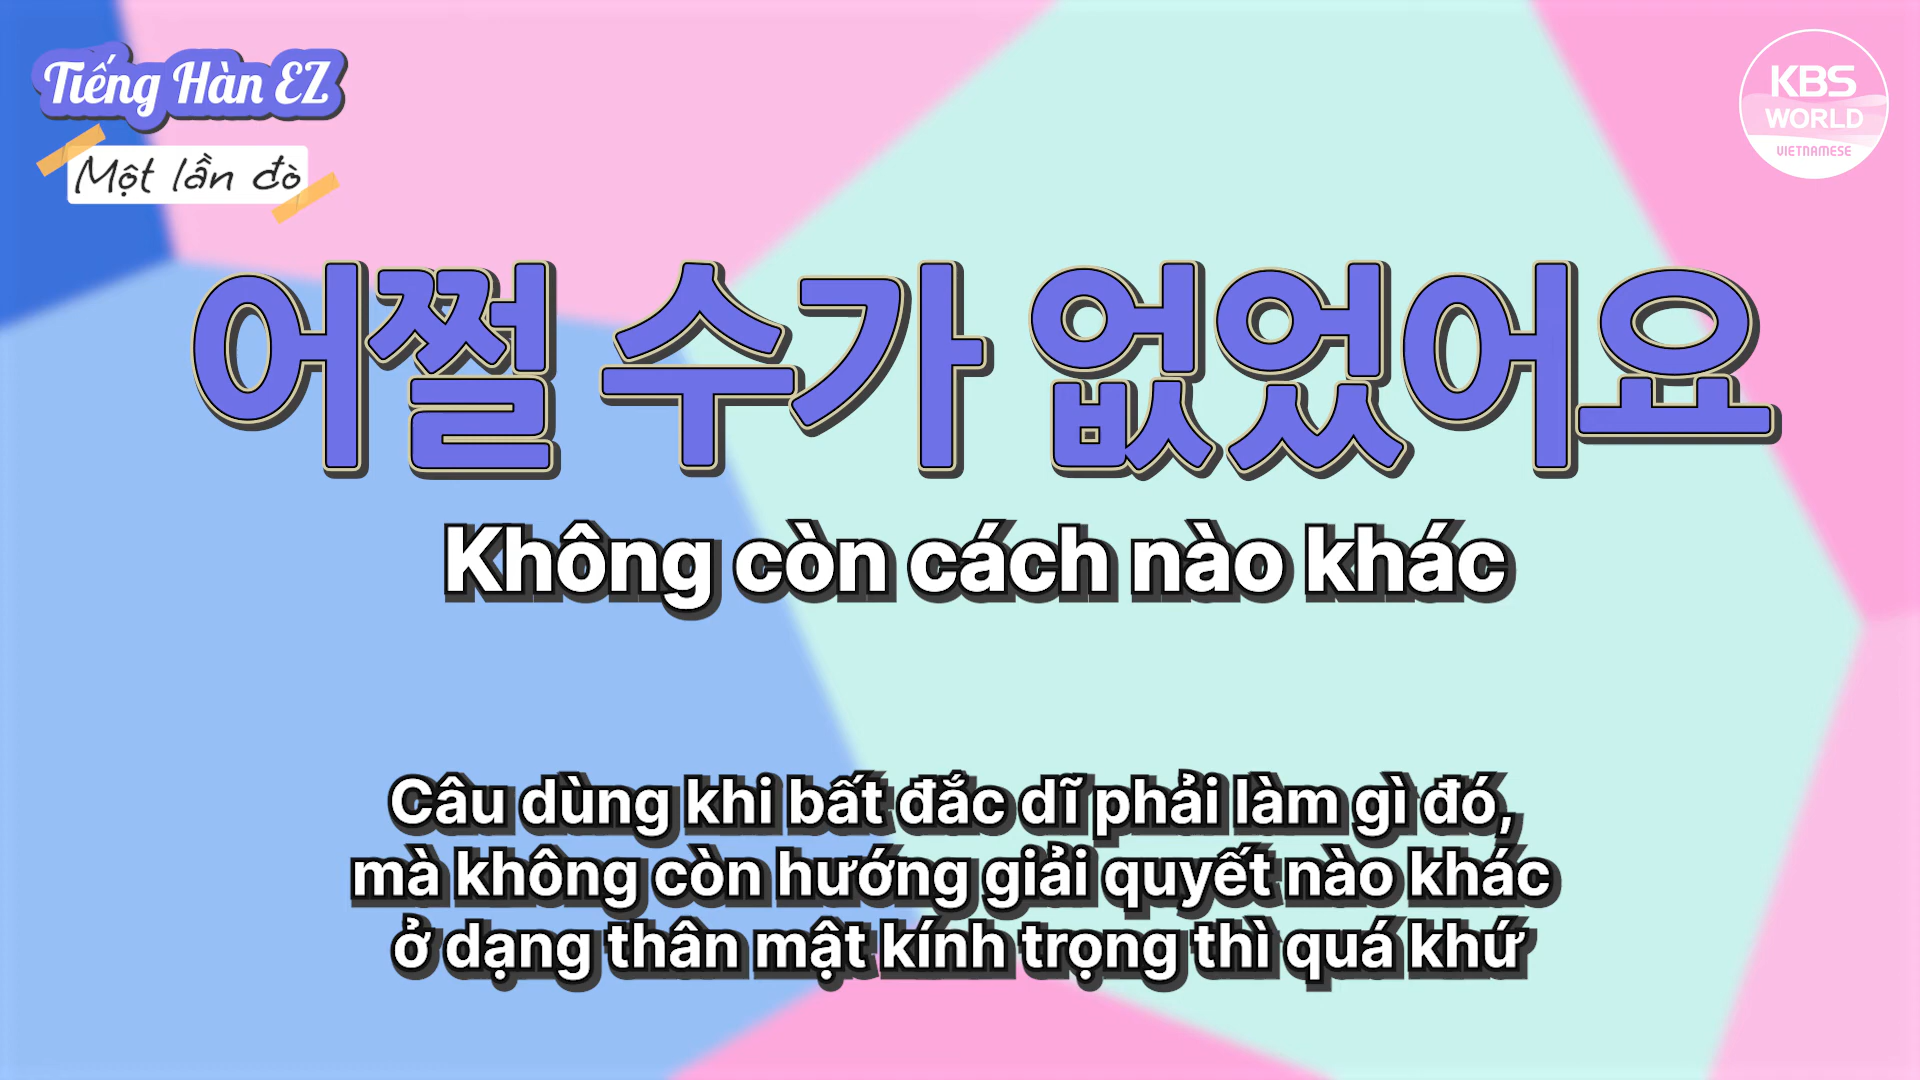 Tiếng Hàn EZ
Một lần đò
KBS
WORLD
VIETNAMESE
어쩔 수가 없었어요
Không còn cách nào khác
Câu dùng khi bất đắc dĩ phải làm gì đó,
mà không còn hướng giải quyết nào khác
ở dạng thân mật kính trọng thì quá khứ